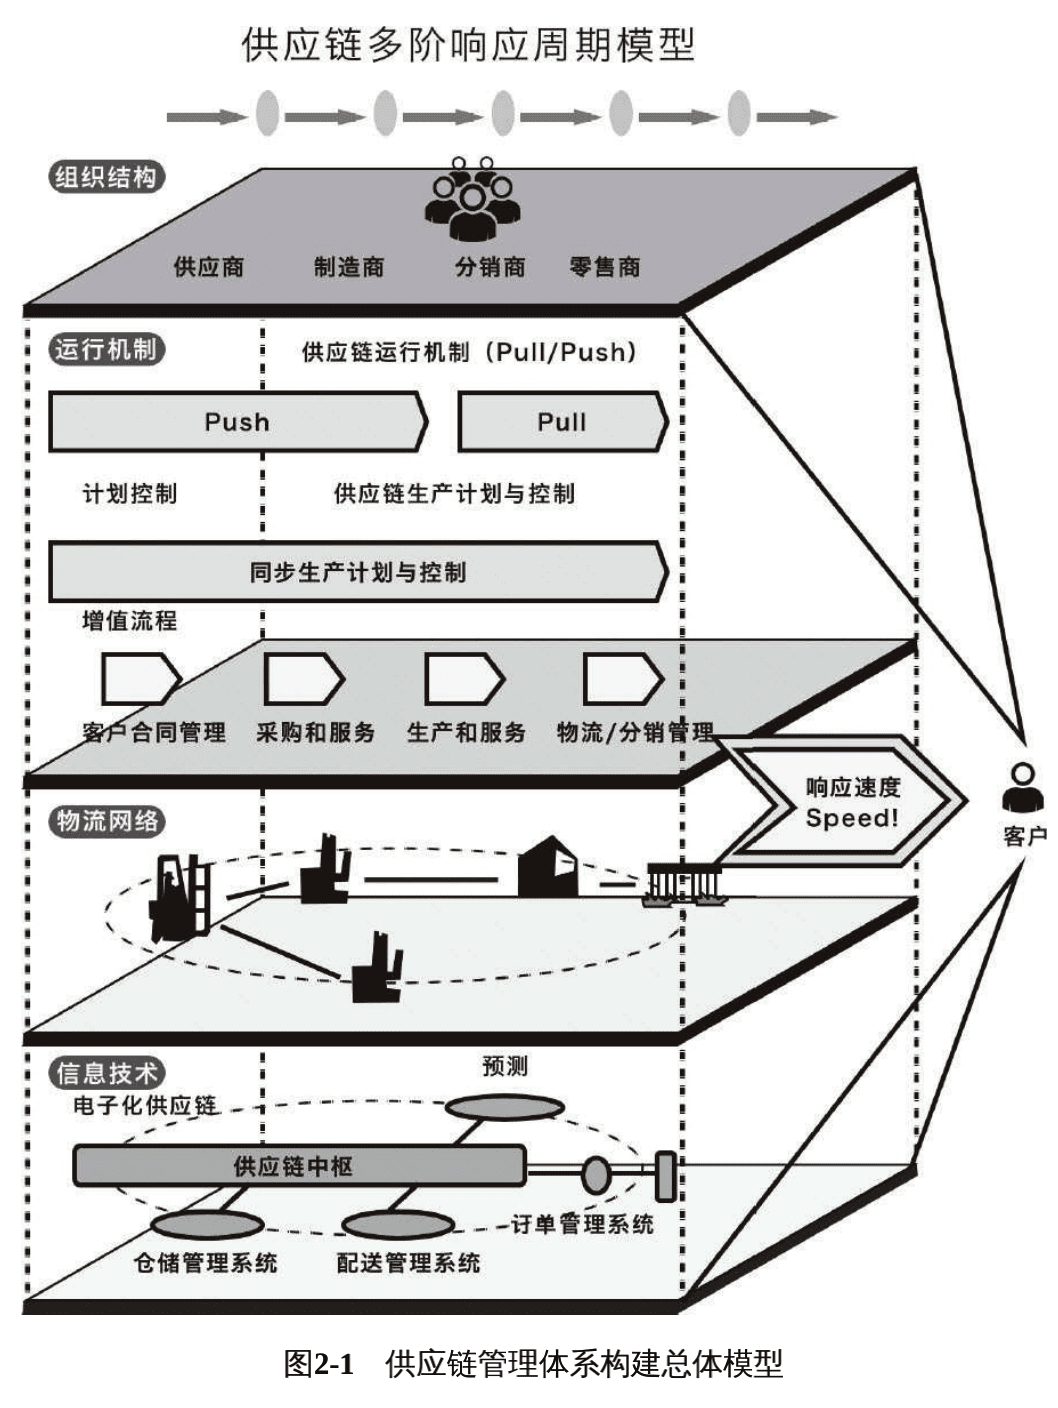 供应链多阶响应周期模型
组织结构
供应商 制造商 分销商 零售商
运行机制
供应链运行机制（Pull/Push）
Push Pull
计划控制 供应链生产计划与控制
同步生产计划与控制
增值流程
客户合同管理 采购和服务 生产和服务 物流/分销管理
响应速度
Speed!
客户
物流网络
信息技术
预测
电子化供应链
供应链中枢
订单管理系统
仓储管理系统 配送管理系统
图2-1 供应链管理体系构建总体模型